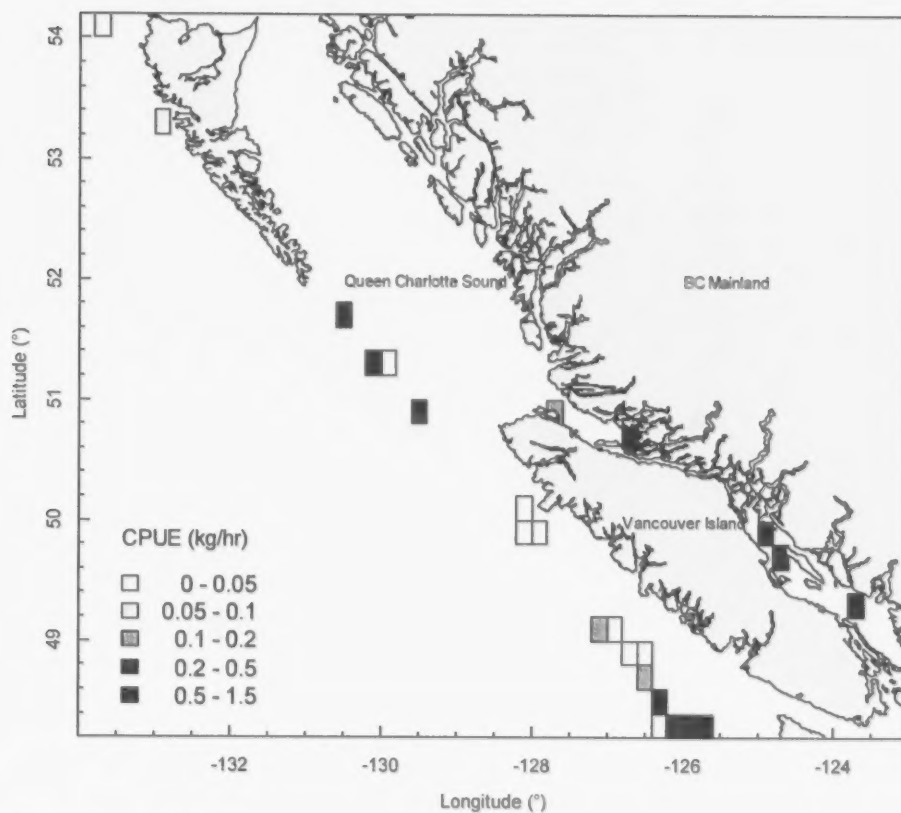 54
53
52
51
50
49
Latitude (°)
Queen Charlotte Sound
BC Mainland
Vancouver Island
CPUE (kg/hr)
0 - 0.05
0.05 - 0.1
0.1 - 0.2
0.2 - 0.5
0.5 - 1.5
-132
-130
-128
-126
-124
Longitude (°)